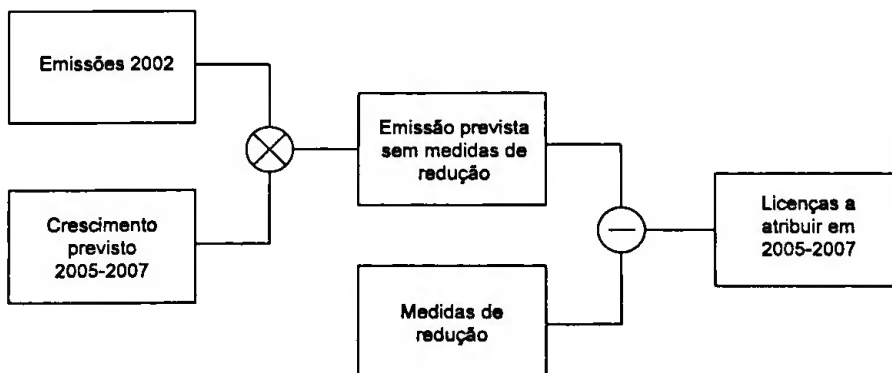 Emissões 2002
Crescimento
previsto
2005-2007
Emissão prevista
sem medidas de
redução
Medidas de
redução
Licenças a
atribuir em
2005-2007